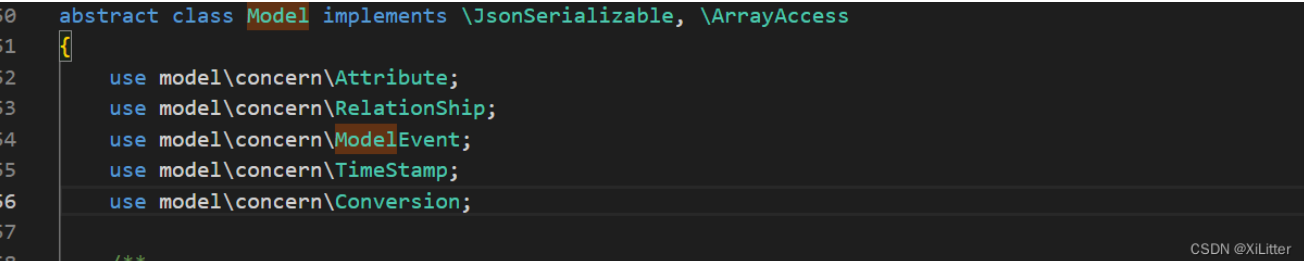 50 abstract class Model implements \JsonSerializable, \ArrayAccess
51 {
52 use model\concern\Attribute;
53 use model\concern\RelationShip;
54 use model\concern\ModelEvent;
55 use model\concern\TimeStamp;
56 use model\concern\Conversion;
57
58 /**
CSDN @XiLitter